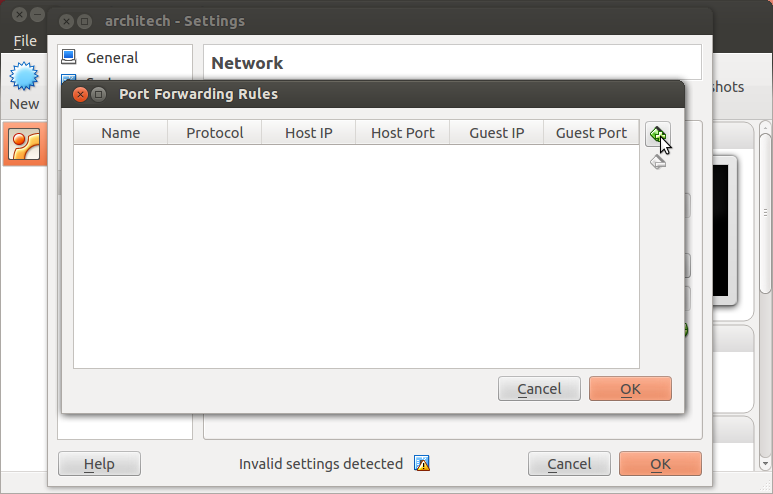 architech - Settings
File
General
Network
New
shots
Port Forwarding Rules
Name Protocol Host IP Host Port Guest IP Guest Port
Cancel OK
Help Invalid settings detected Cancel OK